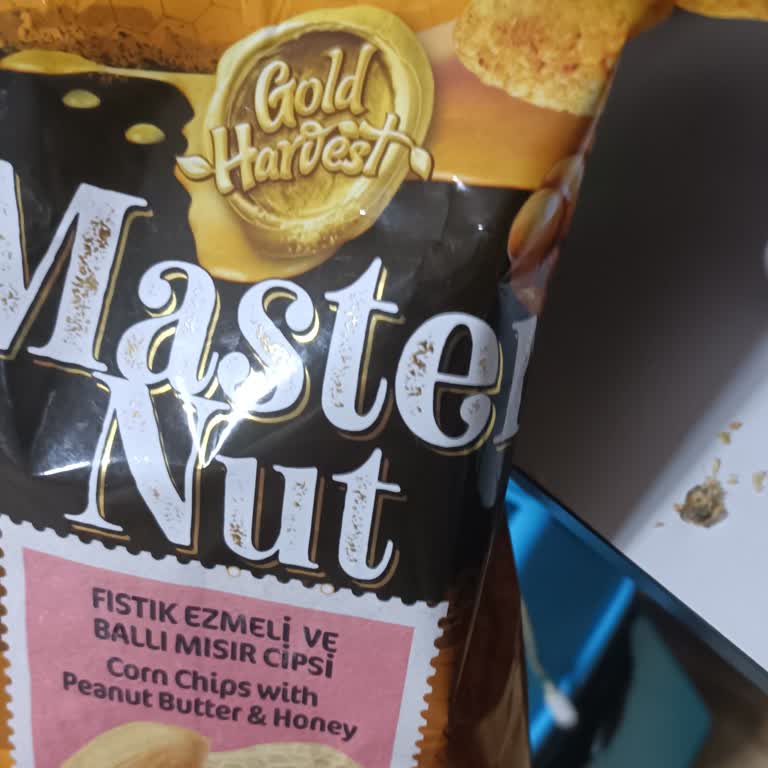 Gold
Harvest
Master
Nut
FISTIK EZMELİ VE
BALLI MISIR CİPSİ
Corn Chips with
Peanut Butter & Honey